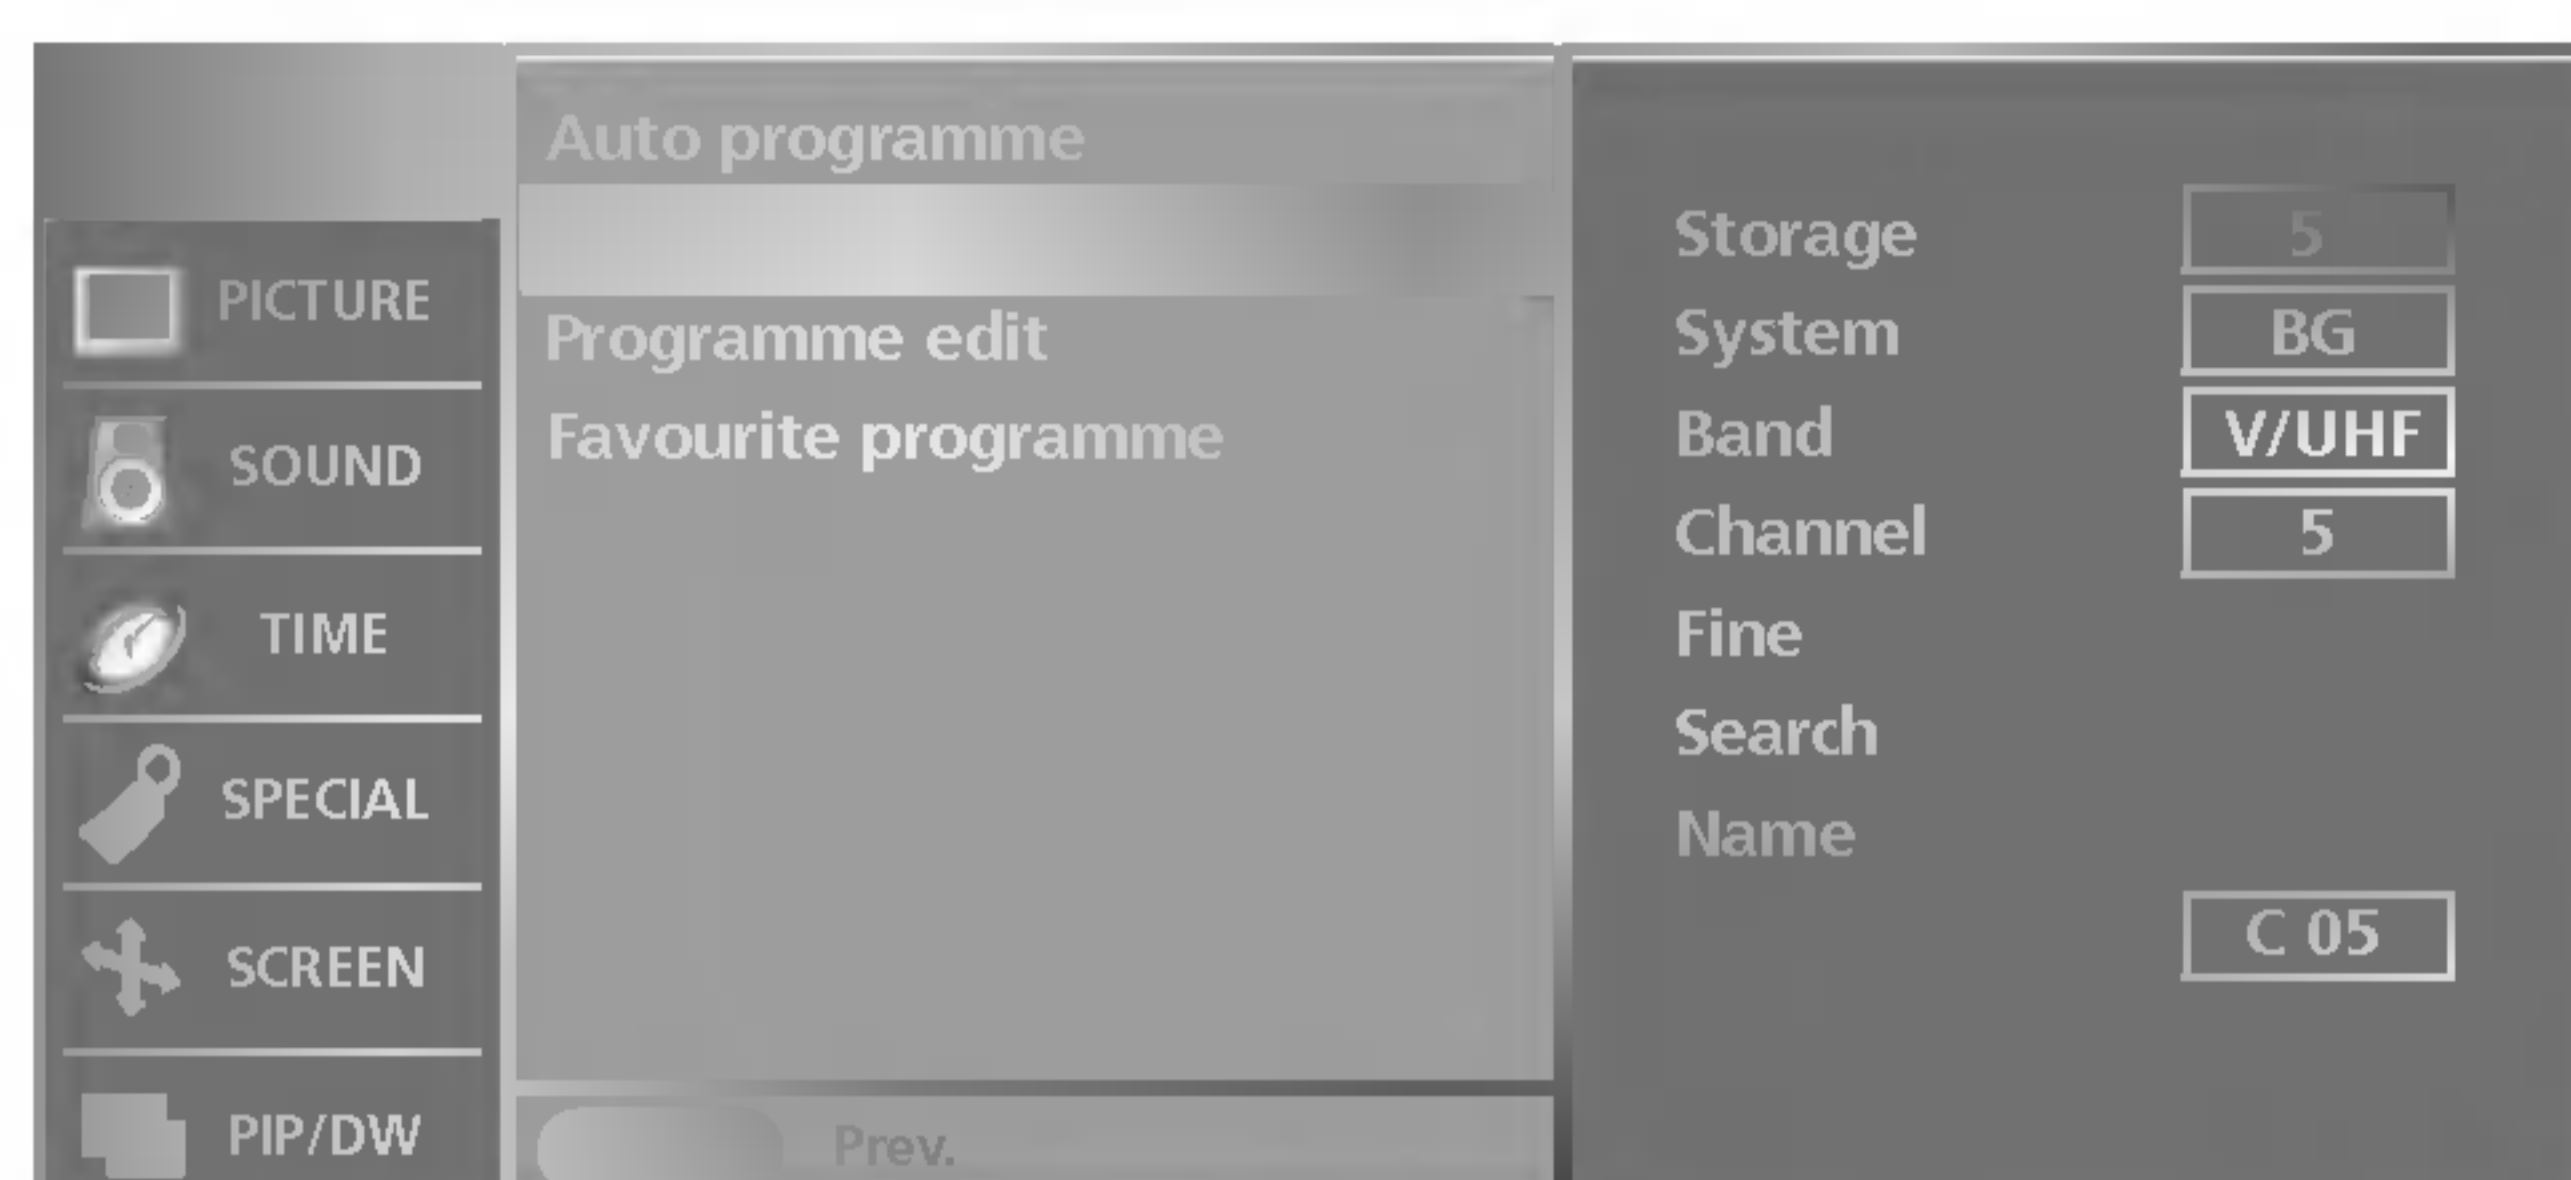 Auto programme
Programme edit
Favourite programme
PICTURE
SOUND
TIME
SPECIAL
SCREEN
PIP/DW
Prev.
Storage 5
System BG
Band V/UHF
Channel 5
Fine
Search
Name
C 05